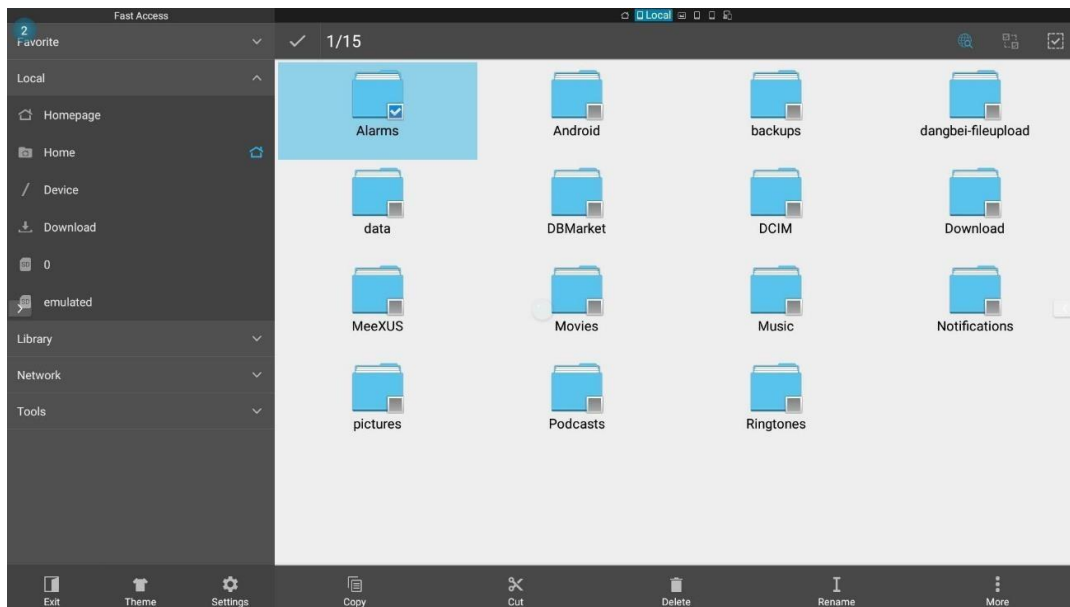 Fast Access
Local
2
Favorite
1/15
Local
Homepage
Home
Device
Download
0
emulated
Library
Network
Tools
Alarms
Android
backups
dangbei-fileupload
data
DBMarket
DCIM
Download
MeeXUS
Movies
Music
Notifications
pictures
Podcasts
Ringtones
Exit
Theme
Settings
Copy
Cut
Delete
Rename
More